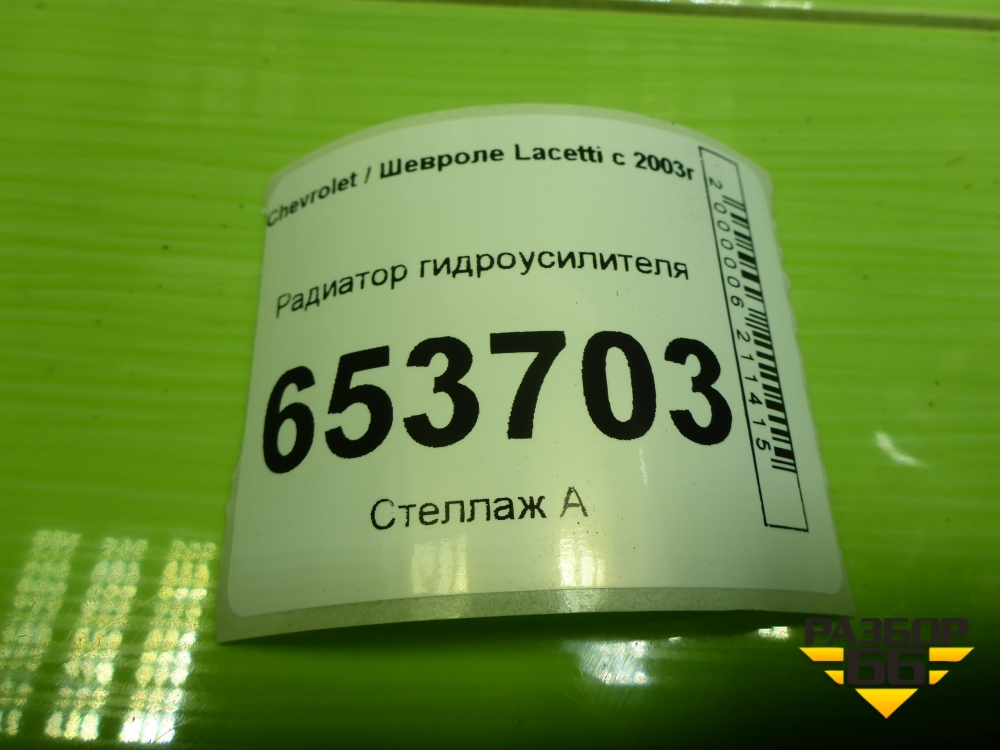 Chevrolet / Шевроле Lacetti с 2003г
Радиатор гидроусилителя
653703
Стеллаж А
2000006211415
РАЗБОР
66